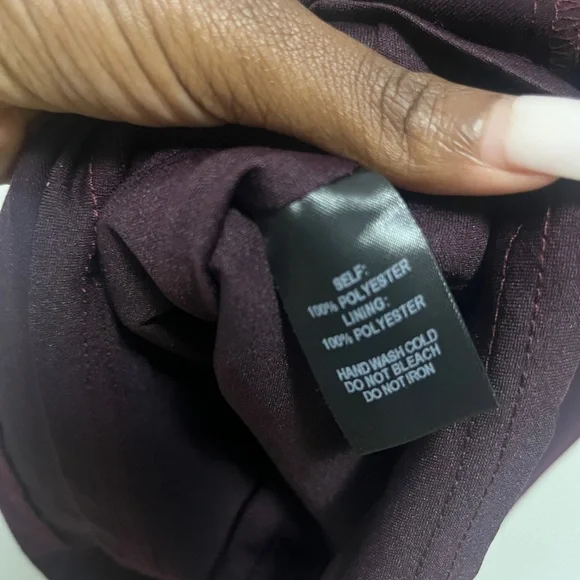 SELF:
100% POLYESTER
LINING:
100% POLYESTER
HAND WASH COLD
DO NOT BLEACH
DO NOT IRON